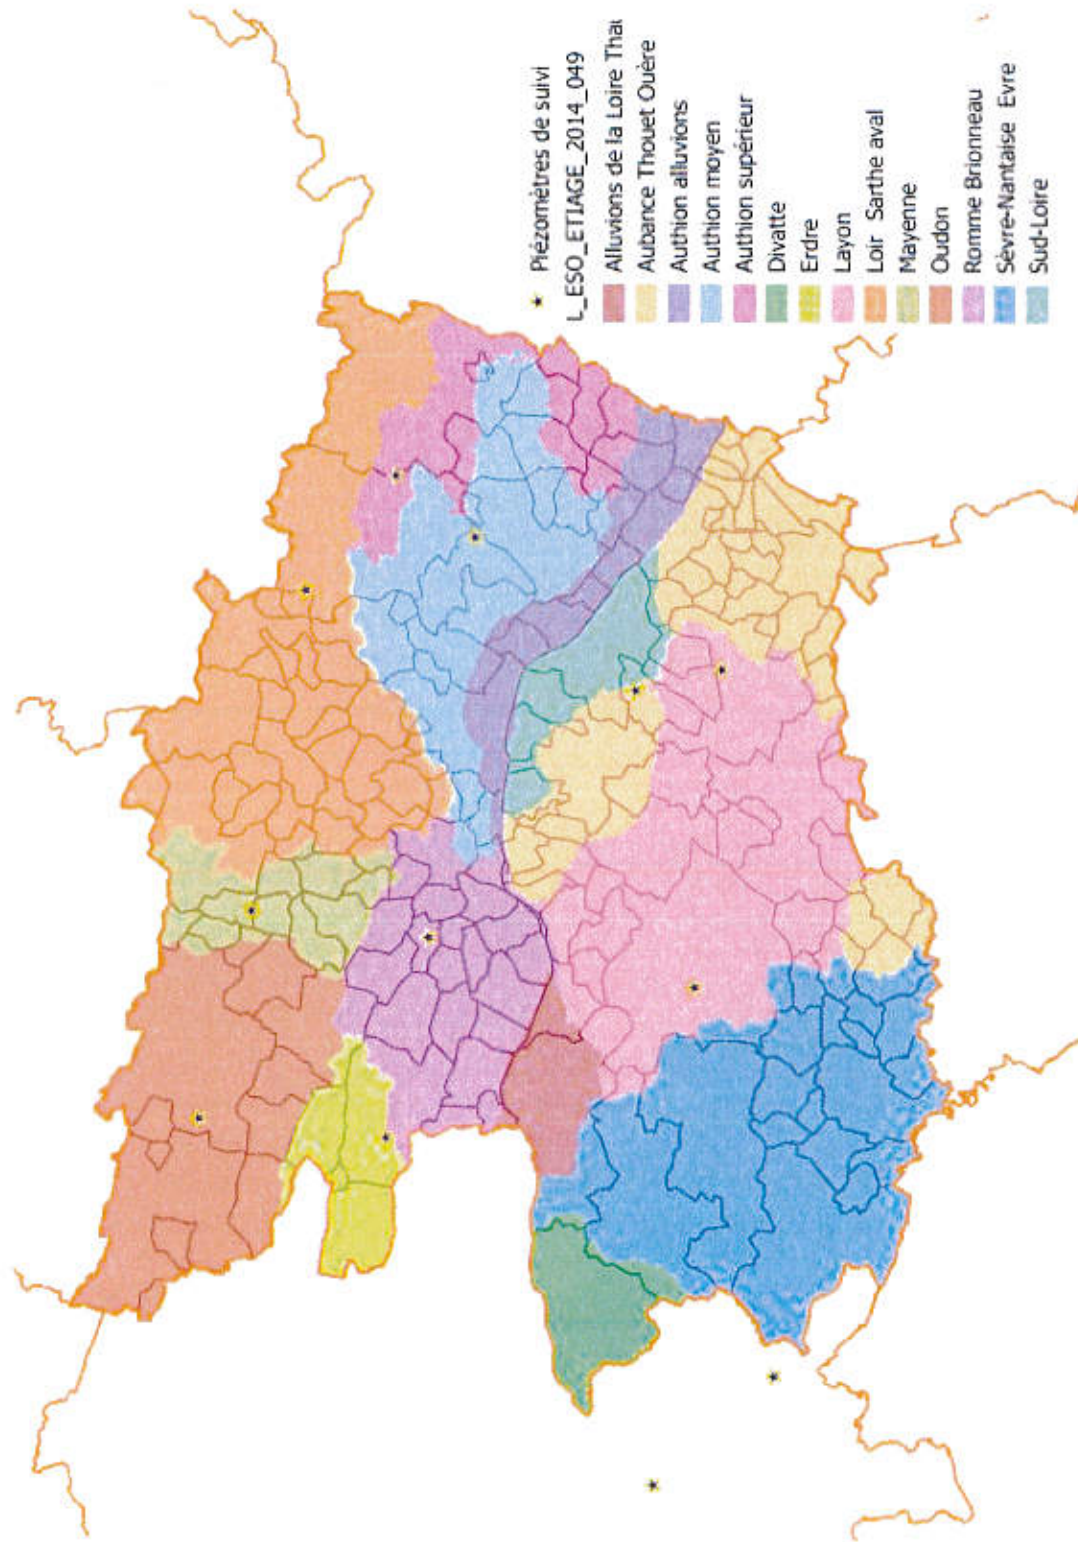 Piézomètres de suivi
L_ESO_ETIAGE_2014_049
Alluvions de la Loire
Aubance Thouet Ouère
Authion alluvions
Authion moyen
Authion supérieur
Divatte
Erdre
Layon
Loir Sarthe aval
Mayenne
Oudon
Romme Brionneau
Sèvre-Nantaise Evre
Sud-Loire